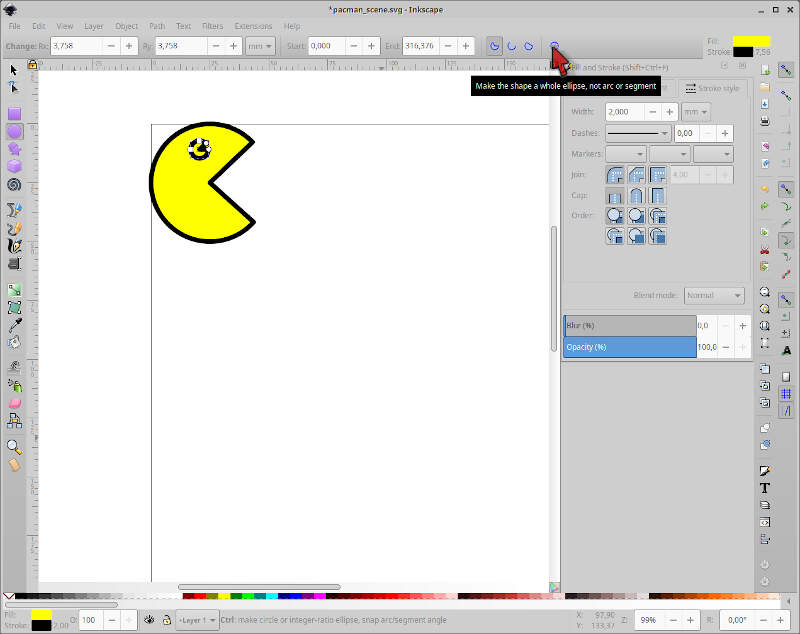 *pacman_scene.svg - Inkscape
File Edit View Layer Object Path Text Filters Extensions Help
Change: Rx: 3,758 Ry: 3,758 mm Start: 0,000 End: 316,376
Fill:
Stroke: 7,56
Fill and Stroke (Shift+Ctrl+F)
Make the shape a whole ellipse, not arc or segment
Stroke style
Width: 2,000 mm
Dashes: 0,00
Markers:
Join: 4,00
Cap:
Order:
Blend mode: Normal
Blur (%) 0,0
Opacity (%) 100,0
Fill:
Stroke: 2,00
O: 100
Layer 1
Ctrl: make circle or integer-ratio ellipse, snap arc/segment angle
X: 97,90
Y: 133,37
Z: 99%
R: 0,00°